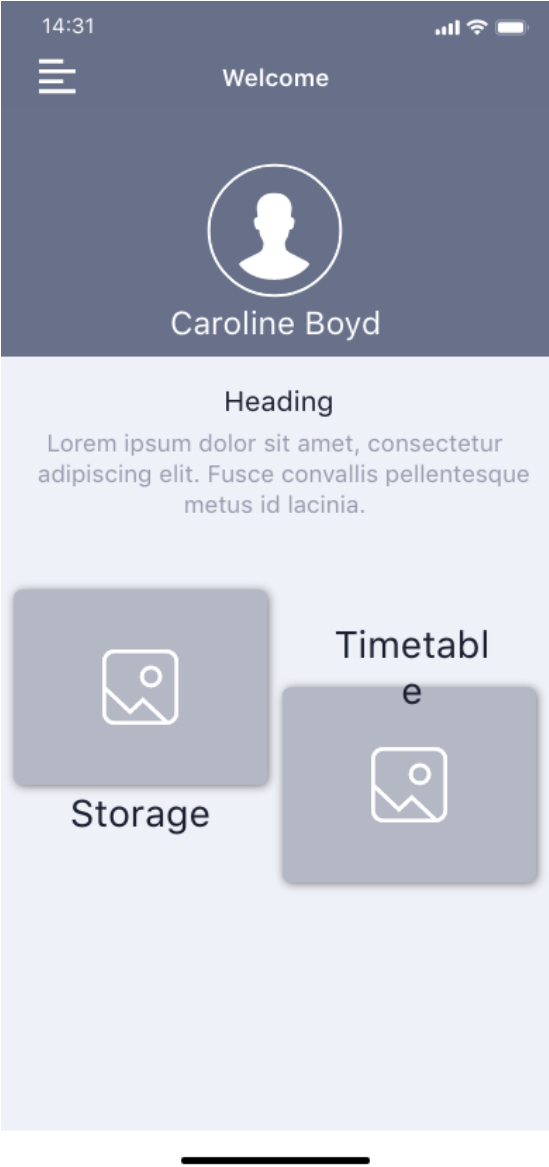 14:31
Welcome
Caroline Boyd
Heading
Lorem ipsum dolor sit amet, consectetur
adipiscing elit. Fusce convallis pellentesque
metus id lacinia.
Storage
Timetabl
e